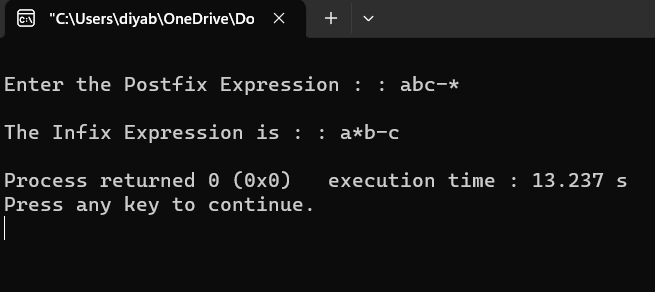 "C:\Users\diyab\OneDrive\Do
Enter the Postfix Expression : : abc-*
The Infix Expression is : : a*b-c
Process returned 0 (0x0)   execution time : 13.237 s
Press any key to continue.